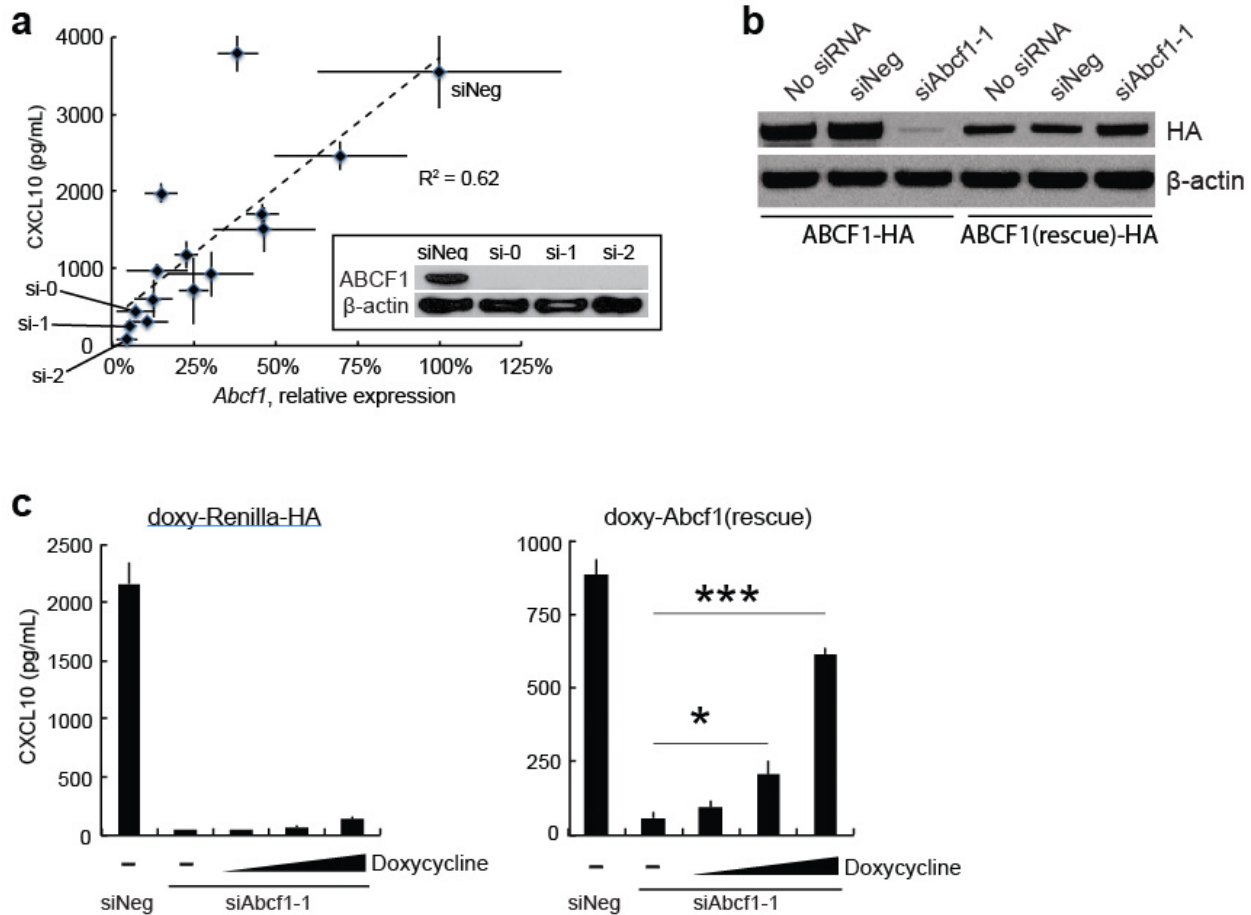 a
4000
3000
2000
1000
0
CXCL10 (pg/mL)
siNeg
R² = 0.62
si-0
si-1
si-2
siNeg si-0 si-1 si-2
ABCF1
β-actin
0% 25% 50% 75% 100% 125%
Abcf1, relative expression
b
No siRNA siNeg siAbcf1-1 No siRNA siNeg siAbcf1-1
HA
β-actin
ABCF1-HA ABCF1(rescue)-HA
c
doxy-Renilla-HA
2500
2000
1500
1000
500
0
CXCL10 (pg/mL)
– – Doxycycline
siNeg siAbcf1-1
doxy-Abcf1(rescue)
1000
750
500
250
0
***
*
– – Doxycycline
siNeg siAbcf1-1